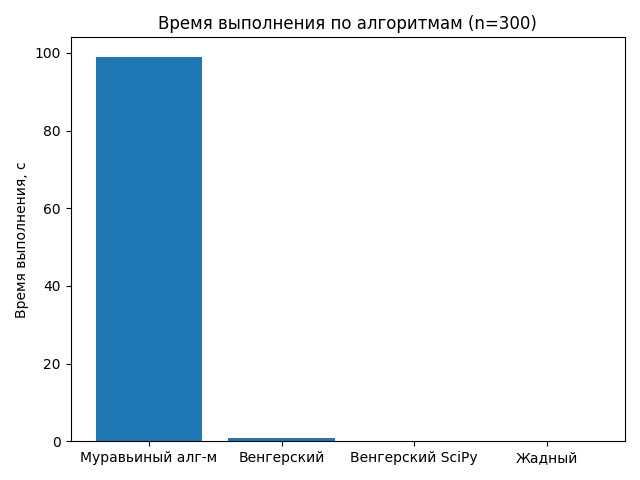 Время выполнения по алгоритмам (n=300)
Время выполнения, с
100
80
60
40
20
0
Муравьиный алг-м
Венгерский
Венгерский SciPy
Жадный